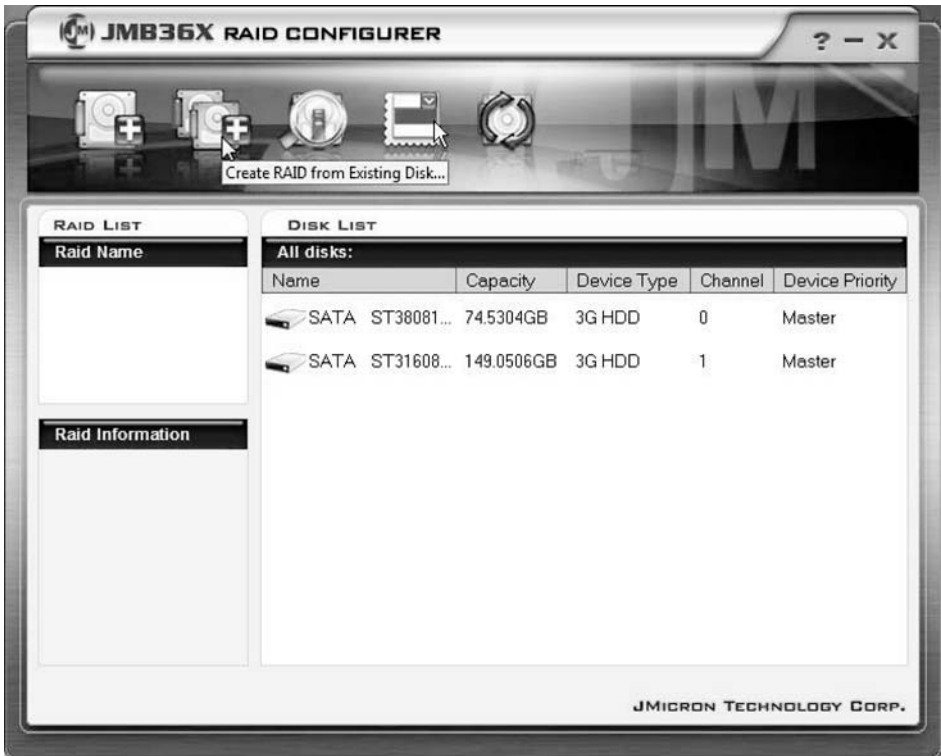 JM JMB36X RAID CONFIGURER
? – X
JM
Create RAID from Existing Disk...
RAID LIST
Raid Name
Raid Information
DISK LIST
All disks:
Name Capacity Device Type Channel Device Priority
SATA ST38081... 74.5304GB 3G HDD 0 Master
SATA ST31608... 149.0506GB 3G HDD 1 Master
JMICRON TECHNOLOGY CORP.